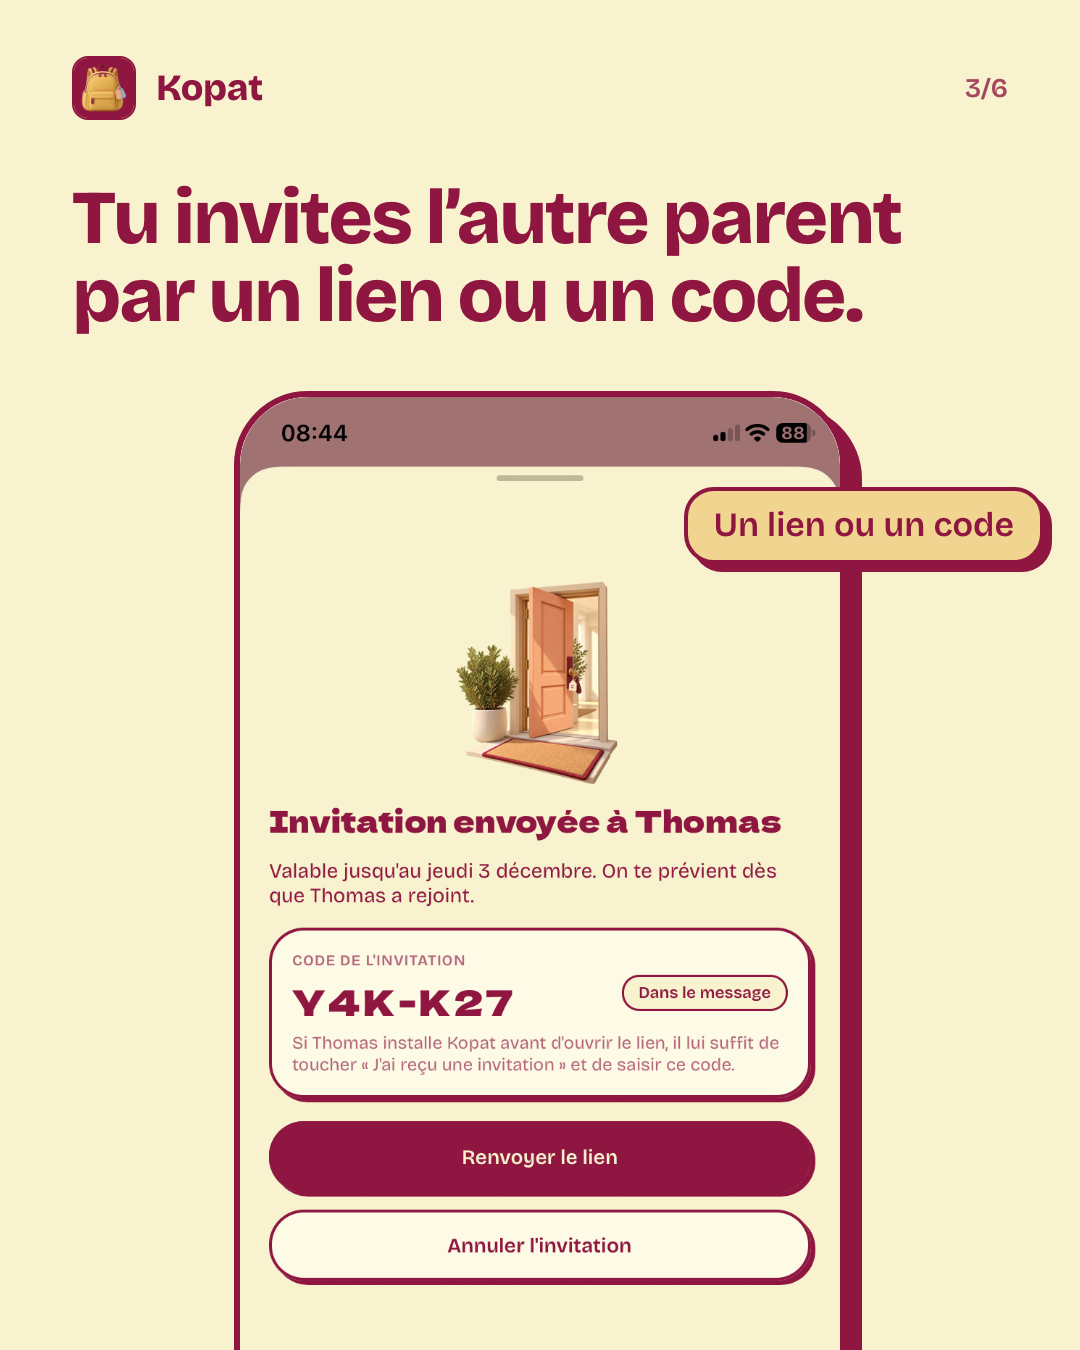 Kopat
3/6
Tu invites l’autre parent
par un lien ou un code.
08:44
88
Un lien ou un code
Invitation envoyée à Thomas
Valable jusqu'au jeudi 3 décembre. On te prévient dès
que Thomas a rejoint.
CODE DE L'INVITATION
Y4K-K27
Dans le message
Si Thomas installe Kopat avant d'ouvrir le lien, il lui suffit de
toucher « J'ai reçu une invitation » et de saisir ce code.
Renvoyer le lien
Annuler l'invitation